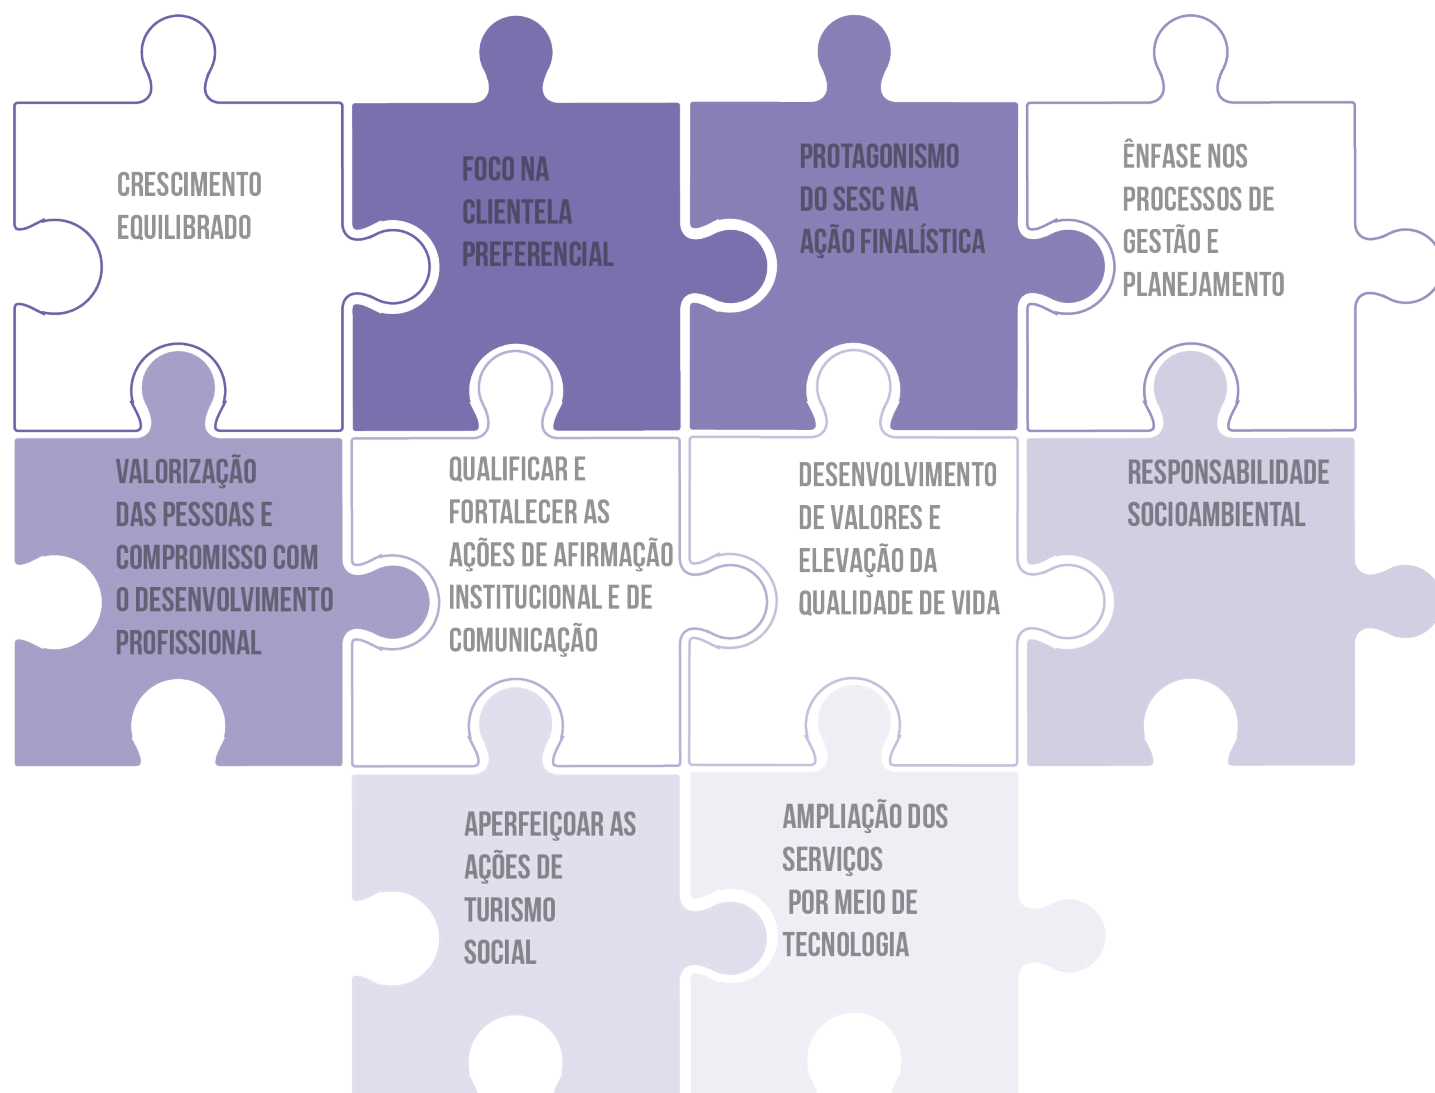 CRESCIMENTO
EQUILIBRADO
FOCO NA
CLIENTELA
PREFERENCIAL
PROTAGONISMO
DO SESC NA
AÇÃO FINALÍSTICA
ÊNFASE NOS
PROCESSOS DE
GESTÃO E
PLANEJAMENTO
VALORIZAÇÃO
DAS PESSOAS E
COMPROMISSO COM
O DESENVOLVIMENTO
PROFISSIONAL
QUALIFICAR E
FORTALECER AS
AÇÕES DE AFIRMAÇÃO
INSTITUCIONAL E DE
COMUNICAÇÃO
DESENVOLVIMENTO
DE VALORES E
ELEVAÇÃO DA
QUALIDADE DE VIDA
RESPONSABILIDADE
SOCIOAMBIENTAL
APERFEIÇOAR AS
AÇÕES DE
TURISMO
SOCIAL
AMPLIAÇÃO DOS
SERVIÇOS
POR MEIO DE
TECNOLOGIA